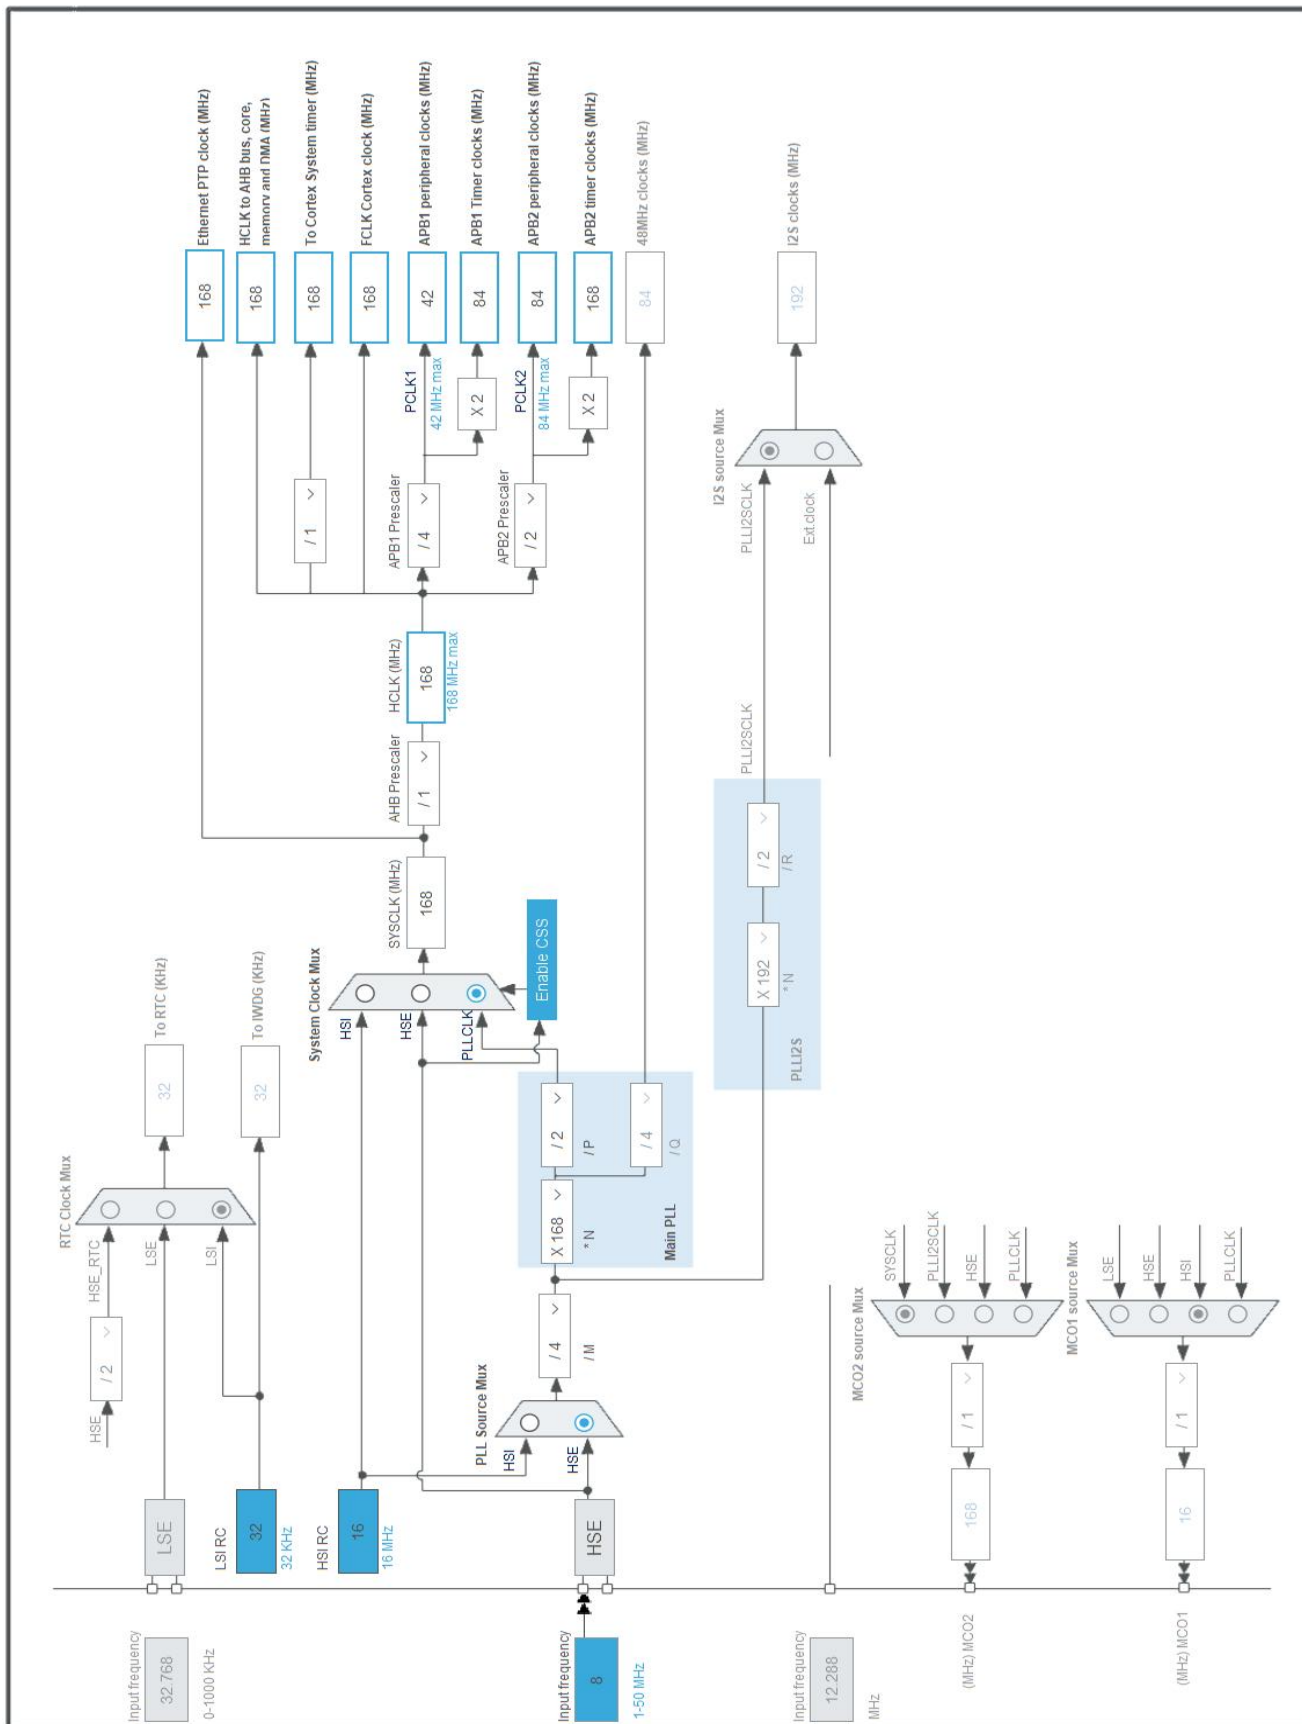 Input frequency
32.768
0-1000 KHz
LSE
HSE
/ 2
HSE_RTC
LSE
LSI
RTC Clock Mux
32
To RTC (KHz)
LSI RC
32
32 KHz
32
To IWDG (KHz)
HSI RC
16
16 MHz
Input frequency
8
1-50 MHz
HSE
PLL Source Mux
HSI
HSE
/ 4
/ M
Main PLL
X 168
* N
/ 2
/ P
/ 4
/ Q
System Clock Mux
HSI
HSE
PLLCLK
Enable CSS
SYSCLK (MHz)
168
AHB Prescaler
/ 1
HCLK (MHz)
168
168 MHz max
168
Ethernet PTP clock (MHz)
168
HCLK to AHB bus, core,
memory and DMA (MHz)
/ 1
168
To Cortex System timer (MHz)
168
FCLK Cortex clock (MHz)
APB1 Prescaler
/ 4
PCLK1
42 MHz max
42
APB1 peripheral clocks (MHz)
X 2
84
APB1 Timer clocks (MHz)
APB2 Prescaler
/ 2
PCLK2
84 MHz max
84
APB2 peripheral clocks (MHz)
X 2
168
APB2 timer clocks (MHz)
84
48MHz clocks (MHz)
PLLI2S
X 192
* N
/ 2
/ R
PLLI2SCLK
PLLI2SCLK
I2S source Mux
Ext.clock
192
I2S clocks (MHz)
Input frequency
12.288
MHz
(MHz) MCO2
168
/ 1
MCO2 source Mux
SYSCLK
PLLI2SCLK
HSE
PLLCLK
(MHz) MCO1
16
/ 1
MCO1 source Mux
LSE
HSE
HSI
PLLCLK